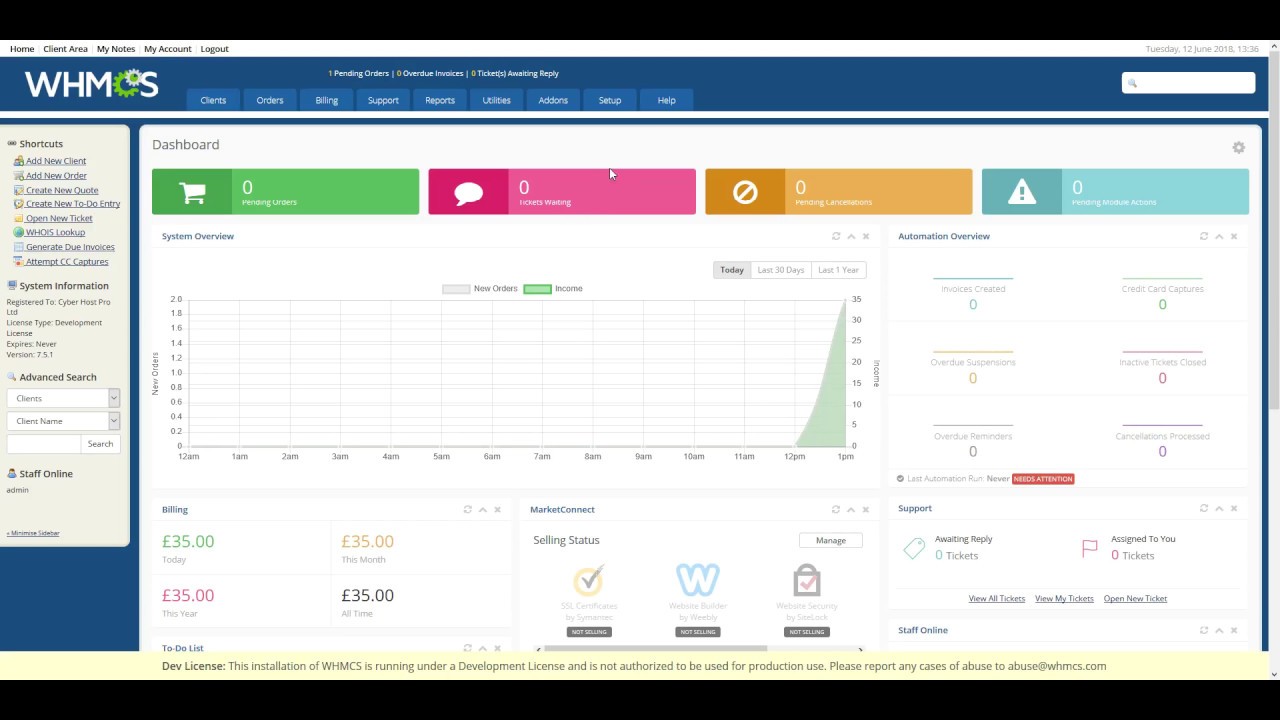 Home Client Area My Notes My Account Logout
Tuesday, 12 June 2018, 13:36
WHMCS
1 Pending Orders | 0 Overdue Invoices | 0 Ticket(s) Awaiting Reply
Clients Orders Billing Support Reports Utilities Addons Setup Help
Shortcuts
Add New Client
Add New Order
Create New Quote
Create New To-Do Entry
Open New Ticket
WHOIS Lookup
Generate Due Invoices
Attempt CC Captures
System Information
Registered To: Cyber Host Pro
Ltd
License Type: Development
License
Expires: Never
Version: 7.5.1
Advanced Search
Clients
Client Name
Search
Staff Online
admin
« Minimise Sidebar
Dashboard
0
Pending Orders
0
Tickets Waiting
0
Pending Cancellations
0
Pending Module Actions
System Overview
Today Last 30 Days Last 1 Year
New Orders Income
2.0
1.8
1.6
1.4
1.2
1.0
0.8
0.6
0.4
0.2
0
New Orders
35
30
25
20
15
10
5
0
Income
12am 1am 2am 3am 4am 5am 6am 7am 8am 9am 10am 11am 12pm 1pm
Automation Overview
Invoices Created
0
Credit Card Captures
0
Overdue Suspensions
0
Inactive Tickets Closed
0
Overdue Reminders
0
Cancellations Processed
0
Last Automation Run: Never NEEDS ATTENTION
Billing
£35.00
Today
£35.00
This Month
£35.00
This Year
£35.00
All Time
MarketConnect
Selling Status
Manage
SSL Certificates
by Symantec
NOT SELLING
Website Builder
by Weebly
NOT SELLING
Website Security
by SiteLock
NOT SELLING
Support
Awaiting Reply
0 Tickets
Assigned To You
0 Tickets
View All Tickets View My Tickets Open New Ticket
To-Do List
Staff Online
Dev License: This installation of WHMCS is running under a Development License and is not authorized to be used for production use. Please report any cases of abuse to abuse@whmcs.com